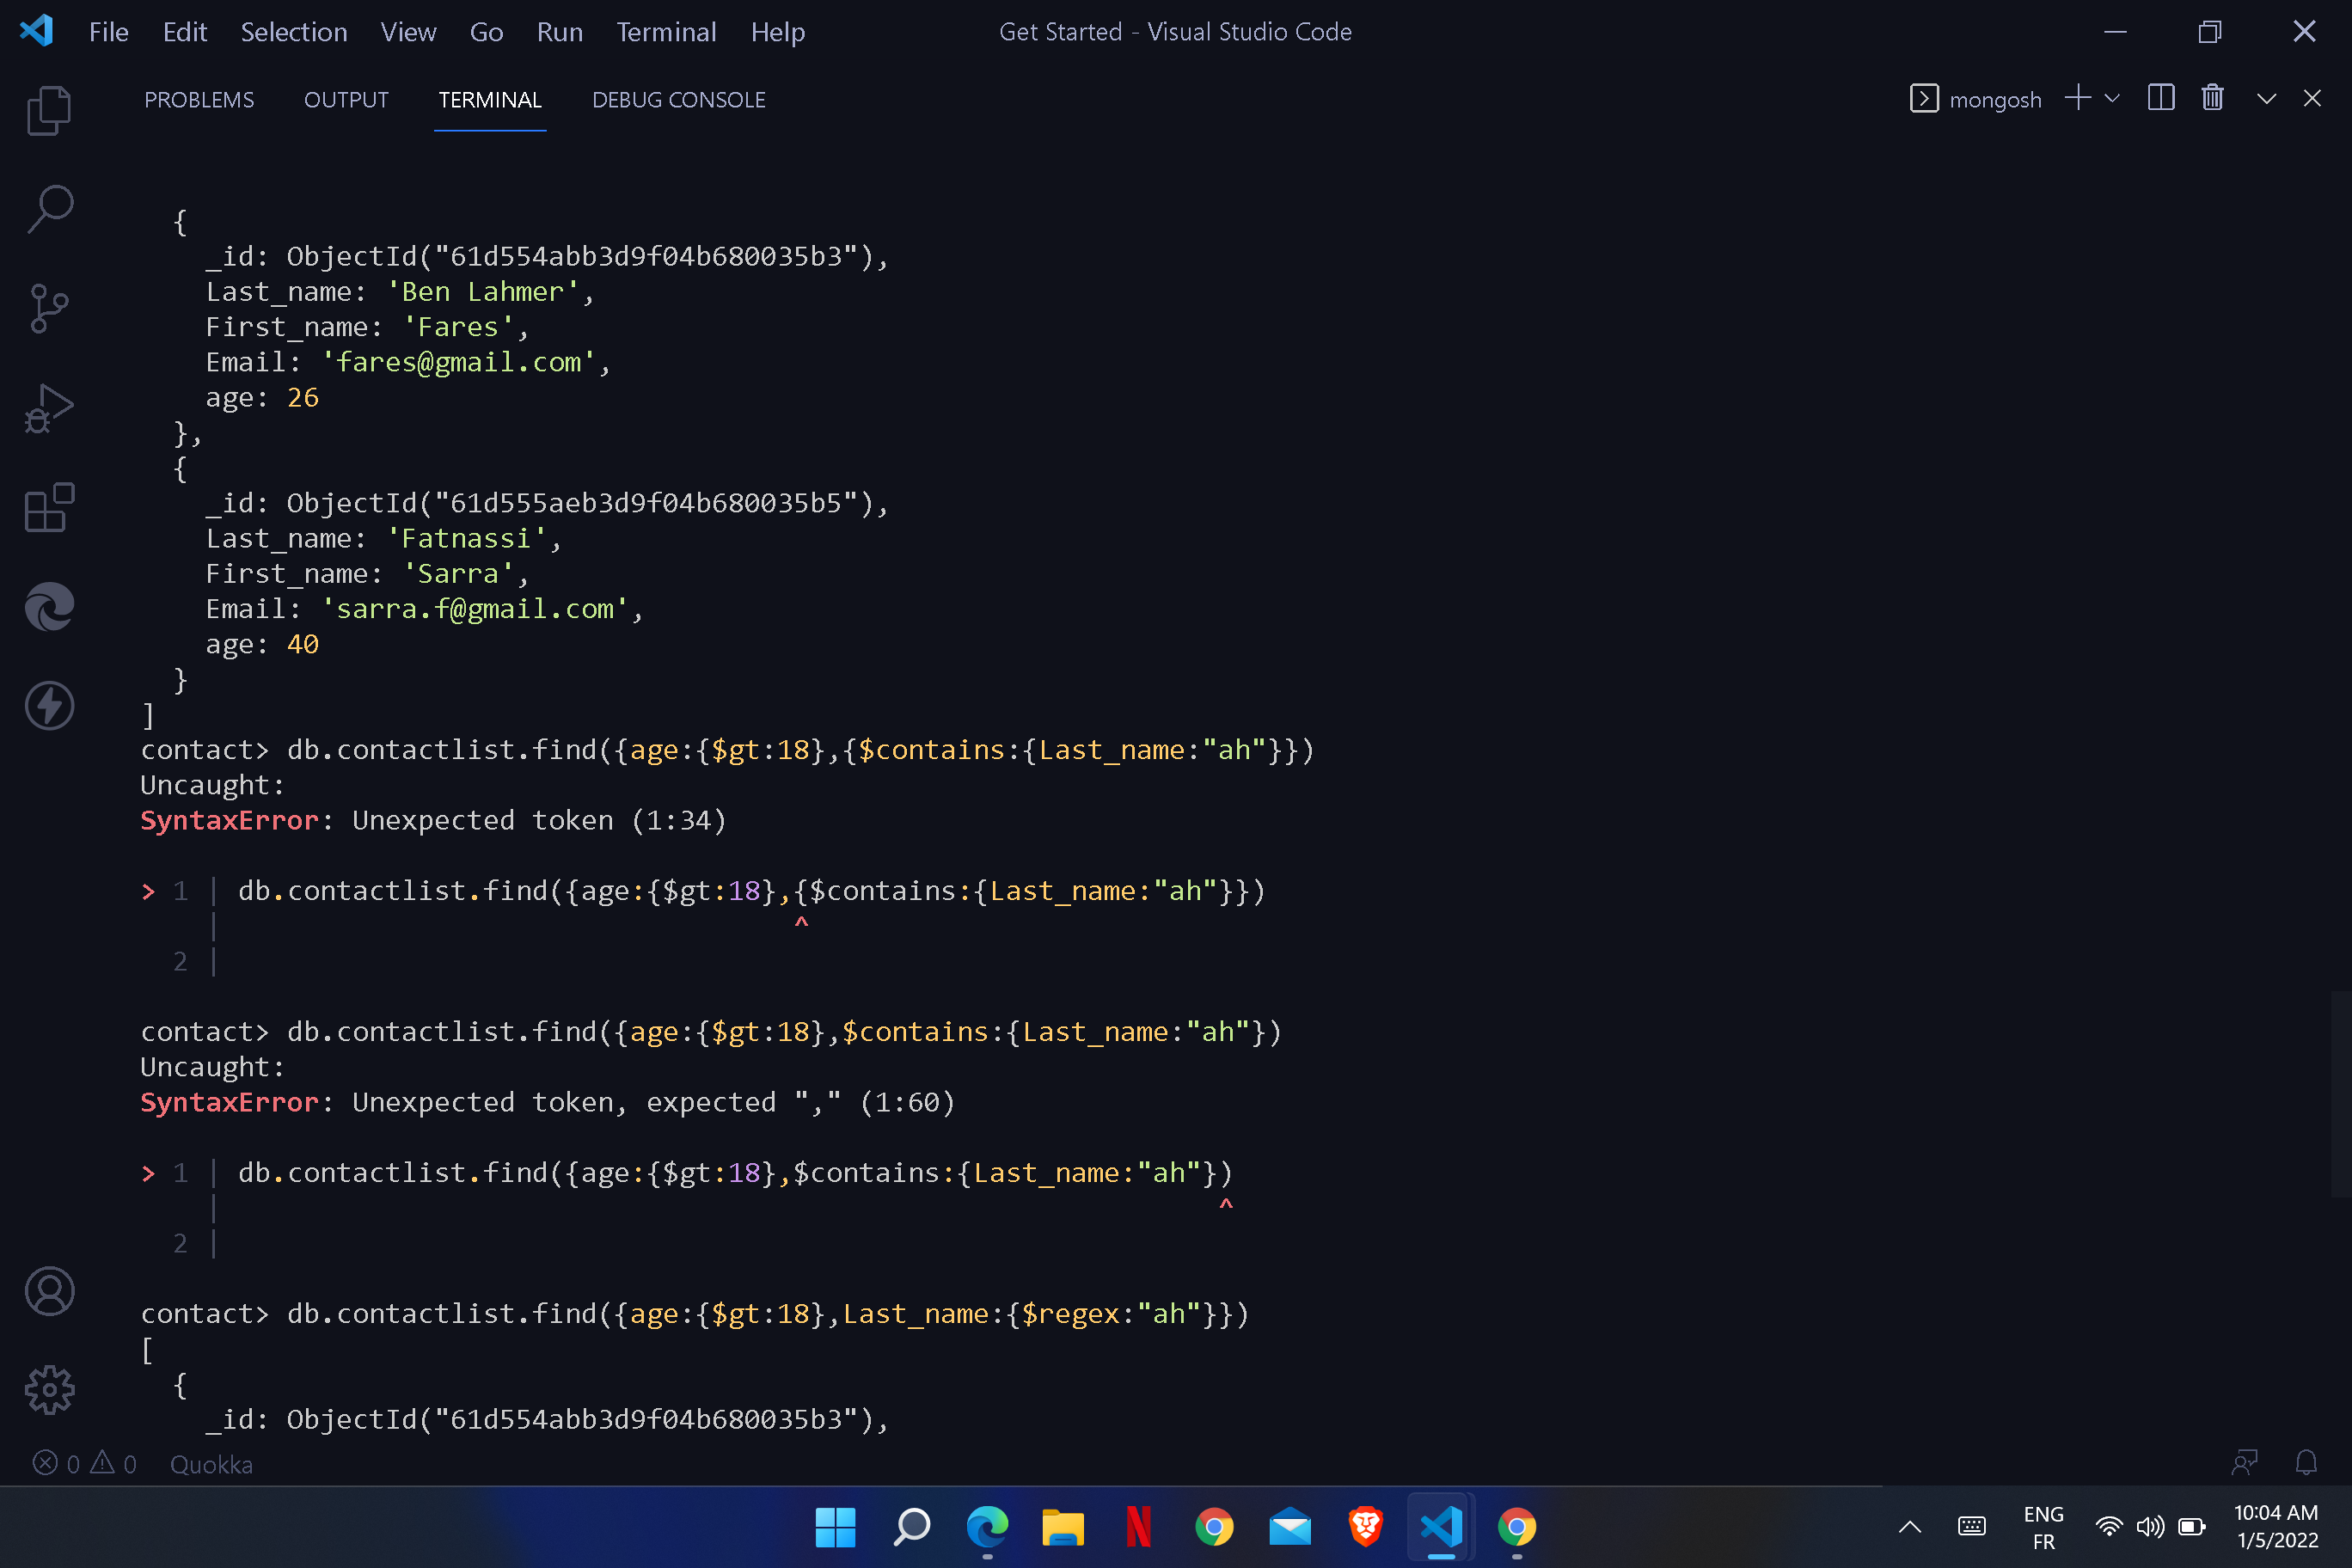 File Edit Selection View Go Run Terminal Help Get Started - Visual Studio Code
PROBLEMS OUTPUT TERMINAL DEBUG CONSOLE mongosh
{
_id: ObjectId("61d554abb3d9f04b680035b3"),
Last_name: 'Ben Lahmer',
First_name: 'Fares',
Email: 'fares@gmail.com',
age: 26
},
{
_id: ObjectId("61d555aeb3d9f04b680035b5"),
Last_name: 'Fatnassi',
First_name: 'Sarra',
Email: 'sarra.f@gmail.com',
age: 40
}
]
contact> db.contactlist.find({age:{$gt:18},{$contains:{Last_name:"ah"}})
Uncaught:
SyntaxError: Unexpected token (1:34)
> 1 | db.contactlist.find({age:{$gt:18},{$contains:{Last_name:"ah"}})
| ^
2 |
contact> db.contactlist.find({age:{$gt:18},$contains:{Last_name:"ah"})
Uncaught:
SyntaxError: Unexpected token, expected "," (1:60)
> 1 | db.contactlist.find({age:{$gt:18},$contains:{Last_name:"ah"})
| ^
2 |
contact> db.contactlist.find({age:{$gt:18},Last_name:{$regex:"ah"}})
[
{
_id: ObjectId("61d554abb3d9f04b680035b3"),
0 0 Quokka
ENG 10:04 AM
FR 1/5/2022